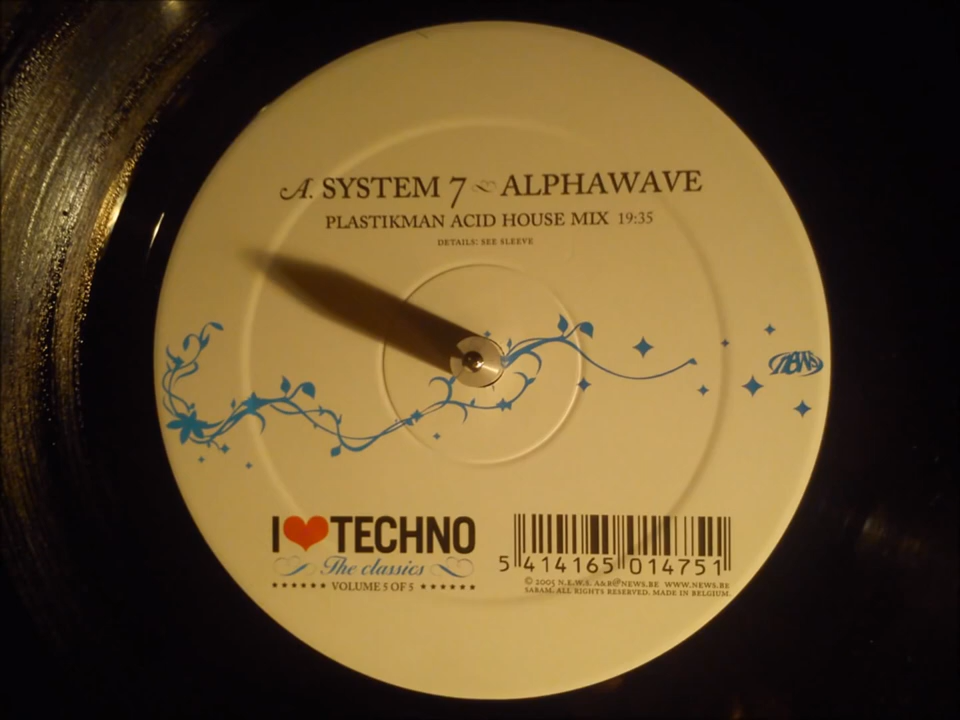 A. SYSTEM 7 ALPHAWAVE
PLASTIKMAN ACID HOUSE MIX 19:35
DETAILS: SEE SLEEVE
NEWS
I❤TECHNO
The classics
VOLUME 5 OF 5
5 414165 014751
© 2005 N.E.W.S. A&R@NEWS.BE WWW.NEWS.BE
SABAM. ALL RIGHTS RESERVED. MADE IN BELGIUM.